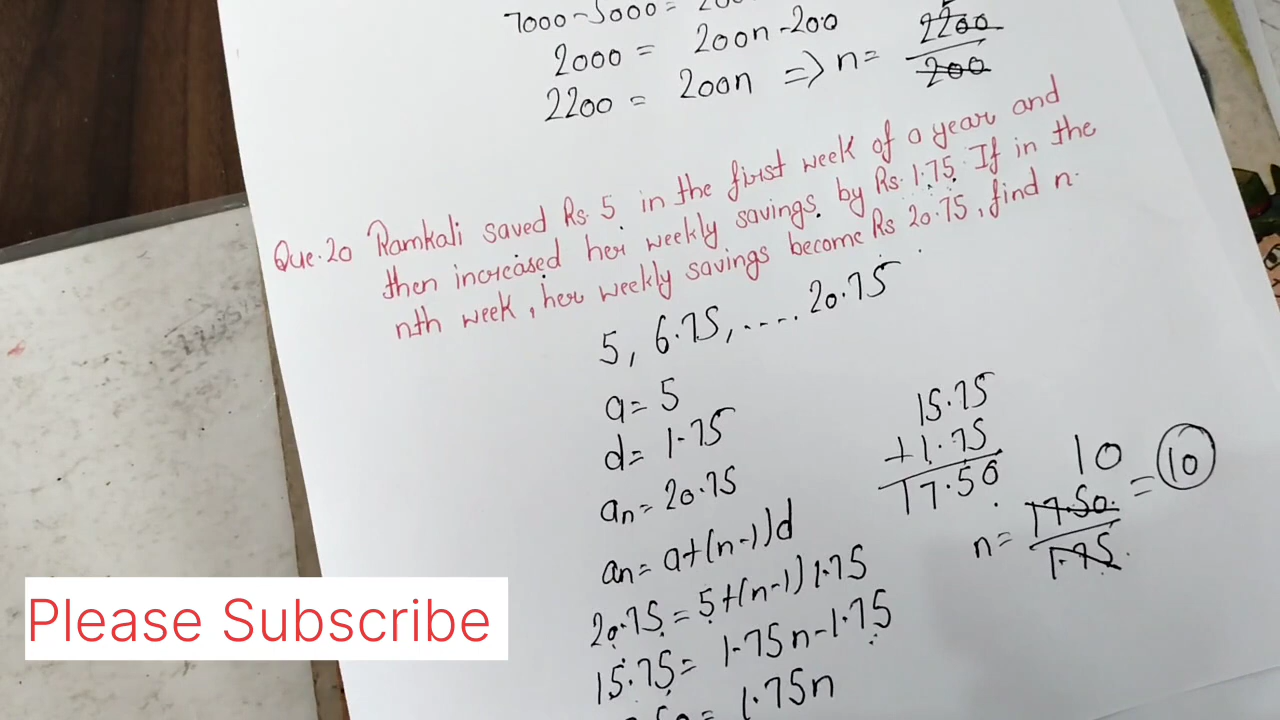 7000-5000=
2000 = 200n-200
2200 = 200n => n= 2200/200
Que.20 Ramkali saved Rs. 5 in the first week of a year and
then increased her weekly savings. by Rs. 1.75. If in the
nth week, her weekly savings become Rs 20.75, find n.
5, 6.75, .... 20.75
a= 5
d= 1.75
an= 20.75
an= a+(n-1)d
20.75 = 5+(n-1) 1.75
15.75= 1.75n-1.75
= 1.75n
15.75
+1.75
17.50
10
n= 17.50/1.75 = 10
Please Subscribe